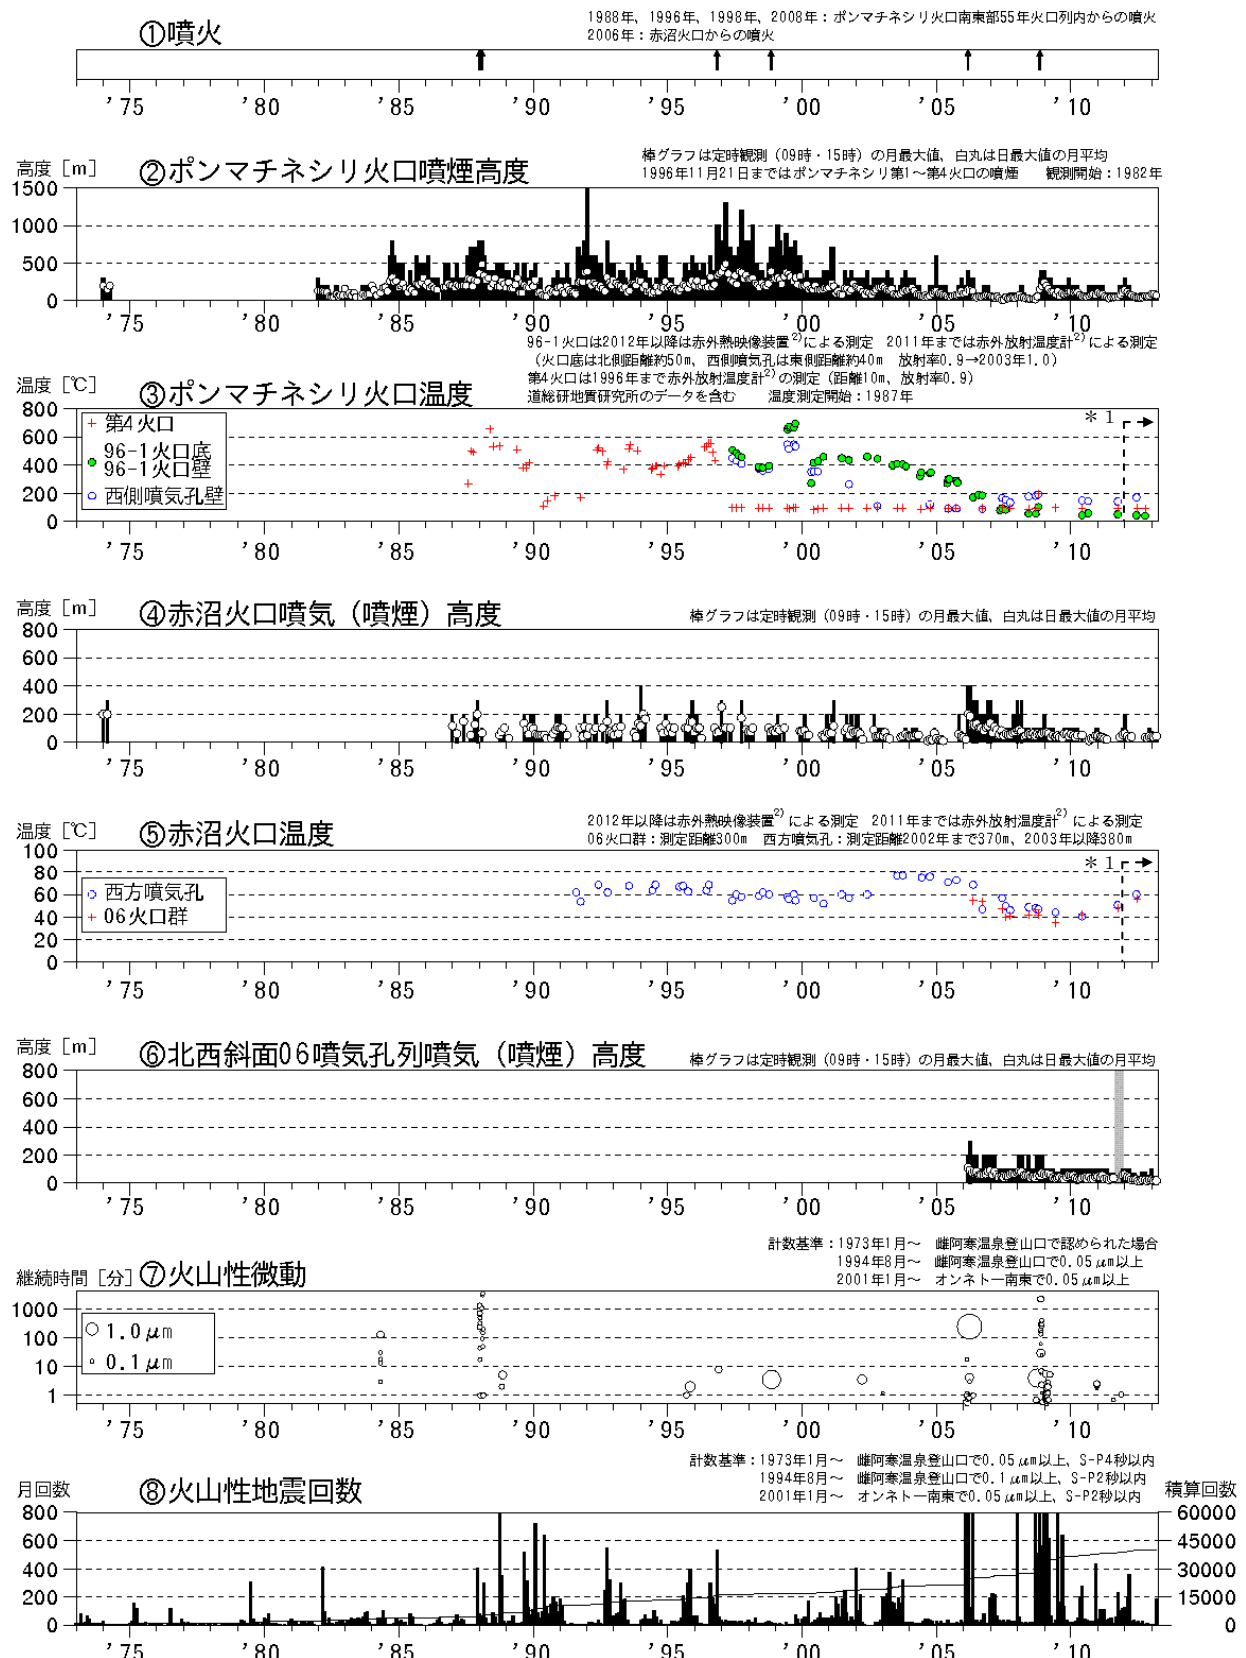 ①噴火
1988年、1996年、1998年、2008年：ポンマチネシリ火口南東部55年火口列内からの噴火
2006年：赤沼火口からの噴火
'75 '80 '85 '90 '95 '00 '05 '10
高度［m］
②ポンマチネシリ火口噴煙高度
棒グラフは定時観測（09時・15時）の月最大値、白丸は日最大値の月平均
1996年11月21日まではポンマチネシリ第1～第4火口の噴煙　観測開始：1982年
1500
1000
500
0
'75 '80 '85 '90 '95 '00 '05 '10
96-1火口は2012年以降は赤外熱映像装置2)による測定　2011年までは赤外放射温度計2)による測定
（火口底は北側距離約50m、西側噴気孔は東側距離約40m　放射率0.9→2003年1.0）
第4火口は1996年まで赤外放射温度計2)の測定（距離10m、放射率0.9）
道総研地質研究所のデータを含む　　温度測定開始：1987年
温度［℃］
③ポンマチネシリ火口温度
800
600
400
200
0
第4火口
96-1火口底
96-1火口壁
西側噴気孔壁
＊1
'75 '80 '85 '90 '95 '00 '05 '10
高度［m］
④赤沼火口噴気（噴煙）高度
棒グラフは定時観測（09時・15時）の月最大値、白丸は日最大値の月平均
800
600
400
200
0
'75 '80 '85 '90 '95 '00 '05 '10
温度［℃］
⑤赤沼火口温度
2012年以降は赤外熱映像装置2)による測定　2011年までは赤外放射温度計2)による測定
06火口群：測定距離300m　西方噴気孔：測定距離2002年まで370m、2003年以降380m
100
80
60
40
20
0
西方噴気孔
06火口群
＊1
'75 '80 '85 '90 '95 '00 '05 '10
高度［m］
⑥北西斜面06噴気孔列噴気（噴煙）高度
棒グラフは定時観測（09時・15時）の月最大値、白丸は日最大値の月平均
800
600
400
200
0
'75 '80 '85 '90 '95 '00 '05 '10
計数基準：1973年1月～　雌阿寒温泉登山口で認められた場合
1994年8月～　雌阿寒温泉登山口で0.05μm以上
2001年1月～　オンネトー南東で0.05μm以上
継続時間［分］
⑦火山性微動
1000
100
10
1
1.0μm
0.1μm
'75 '80 '85 '90 '95 '00 '05 '10
計数基準：1973年1月～　雌阿寒温泉登山口で0.05μm以上、S-P4秒以内
1994年8月～　雌阿寒温泉登山口で0.1μm以上、S-P2秒以内
2001年1月～　オンネトー南東で0.05μm以上、S-P2秒以内
月回数
⑧火山性地震回数
積算回数
800
600
400
200
0
60000
45000
30000
15000
0
'75 '80 '85 '90 '95 '00 '05 '10